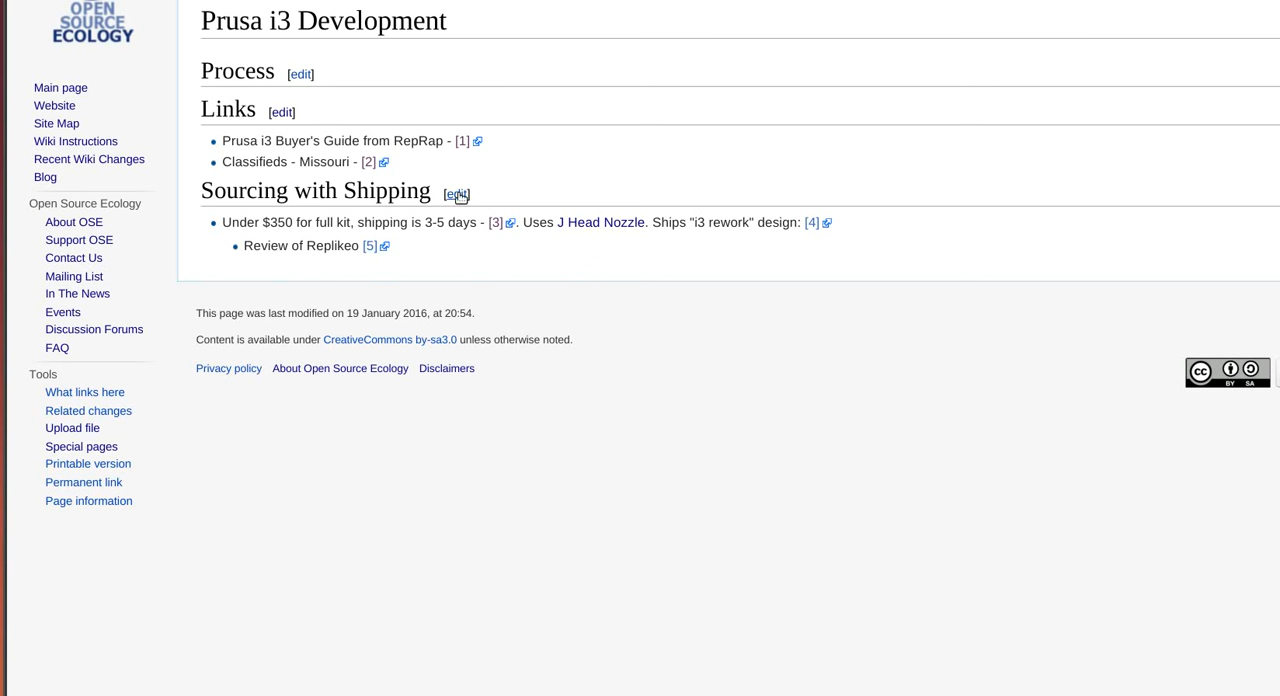 OPEN
SOURCE
ECOLOGY
Main page
Website
Site Map
Wiki Instructions
Recent Wiki Changes
Blog
Open Source Ecology
About OSE
Support OSE
Contact Us
Mailing List
In The News
Events
Discussion Forums
FAQ
Tools
What links here
Related changes
Upload file
Special pages
Printable version
Permanent link
Page information
Prusa i3 Development
Process [edit]
Links [edit]
Prusa i3 Buyer's Guide from RepRap - [1]
Classifieds - Missouri - [2]
Sourcing with Shipping [edit]
Under $350 for full kit, shipping is 3-5 days - [3]. Uses J Head Nozzle. Ships "i3 rework" design: [4]
Review of Replikeo [5]
This page was last modified on 19 January 2016, at 20:54.
Content is available under CreativeCommons by-sa3.0 unless otherwise noted.
Privacy policy About Open Source Ecology Disclaimers
cc BY SA